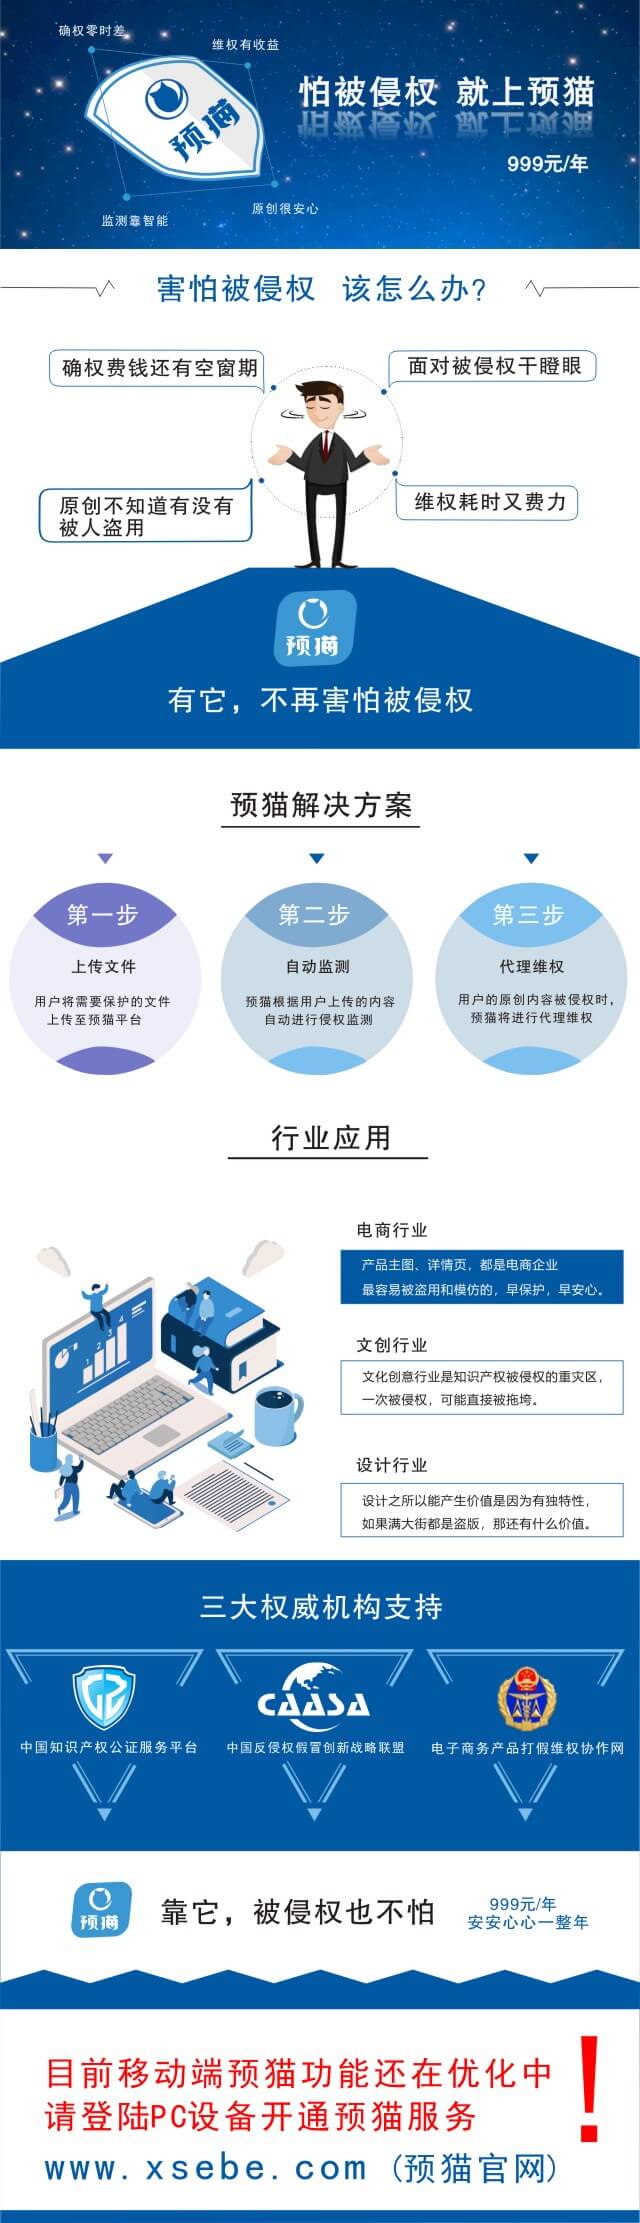 确权零时差
维权有收益
预猫
怕被侵权 就上预猫
999元/年
监测靠智能
原创很安心
害怕被侵权 该怎么办?
确权费钱还有空窗期
面对被侵权干瞪眼
原创不知道有没有
被人盗用
维权耗时又费力
预猫
有它，不再害怕被侵权
预猫解决方案
第一步
上传文件
用户将需要保护的文件
上传至预猫平台
第二步
自动监测
预猫根据用户上传的内容
自动进行侵权监测
第三步
代理维权
用户的原创内容被侵权时，
预猫将进行代理维权
行业应用
电商行业
产品主图、详情页，都是电商企业
最容易被盗用和模仿的，早保护，早安心。
文创行业
文化创意行业是知识产权被侵权的重灾区，
一次被侵权，可能直接被拖垮。
设计行业
设计之所以能产生价值是因为有独特性，
如果满大街都是盗版，那还有什么价值。
1 2 3 4
三大权威机构支持
中国知识产权公证服务平台
CAASA
中国反侵权假冒创新战略联盟
电子商务产品打假维权协作网
预猫
靠它，被侵权也不怕
999元/年
安安心心一整年
目前移动端预猫功能还在优化中
请登陆PC设备开通预猫服务
！
www.xsebe.com (预猫官网)